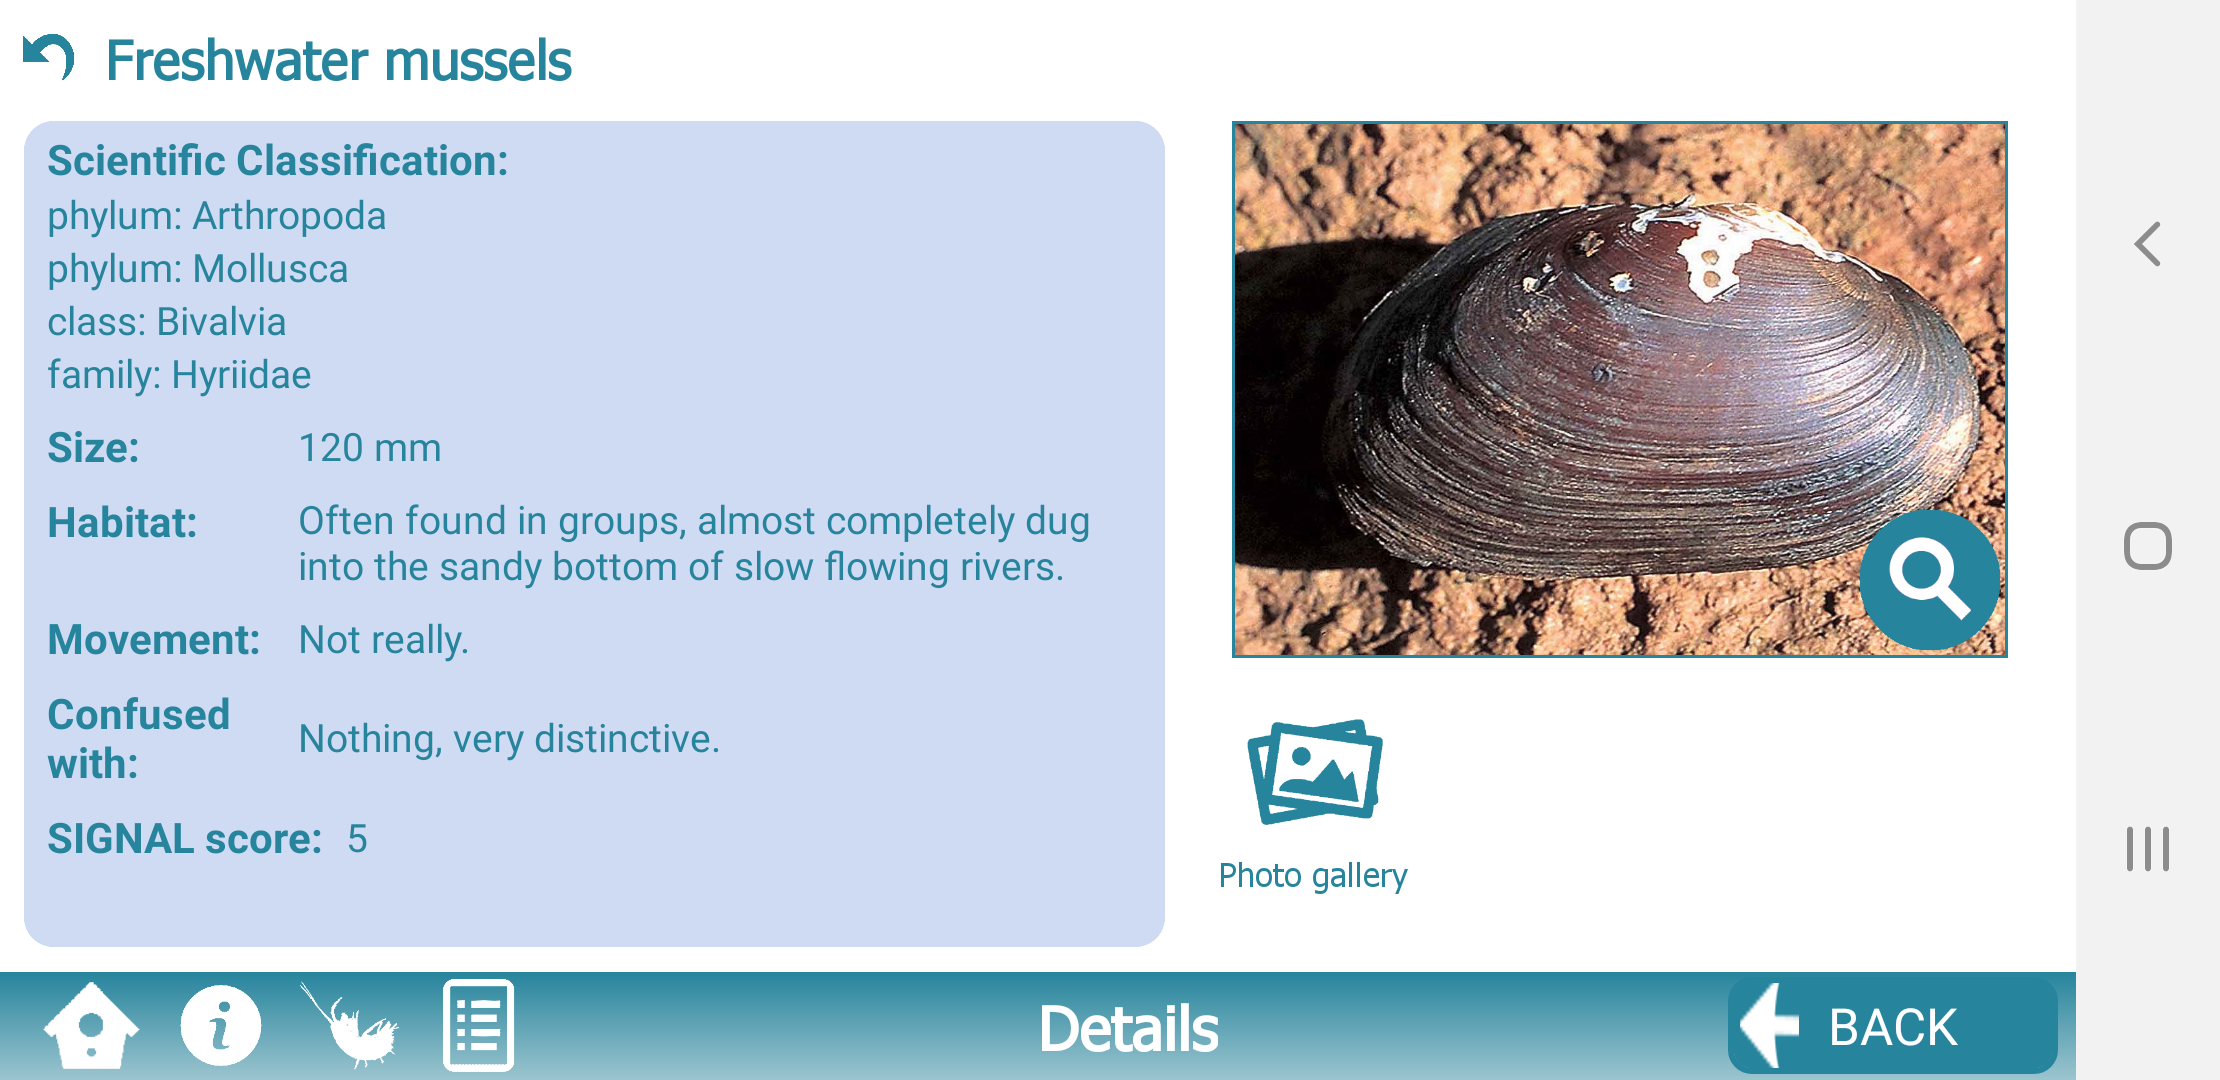 Freshwater mussels
Scientific Classification:
phylum: Arthropoda
phylum: Mollusca
class: Bivalvia
family: Hyriidae
Size: 120 mm
Habitat: Often found in groups, almost completely dug
into the sandy bottom of slow flowing rivers.
Movement: Not really.
Confused
with: Nothing, very distinctive.
SIGNAL score: 5
Photo gallery
i
Details
BACK